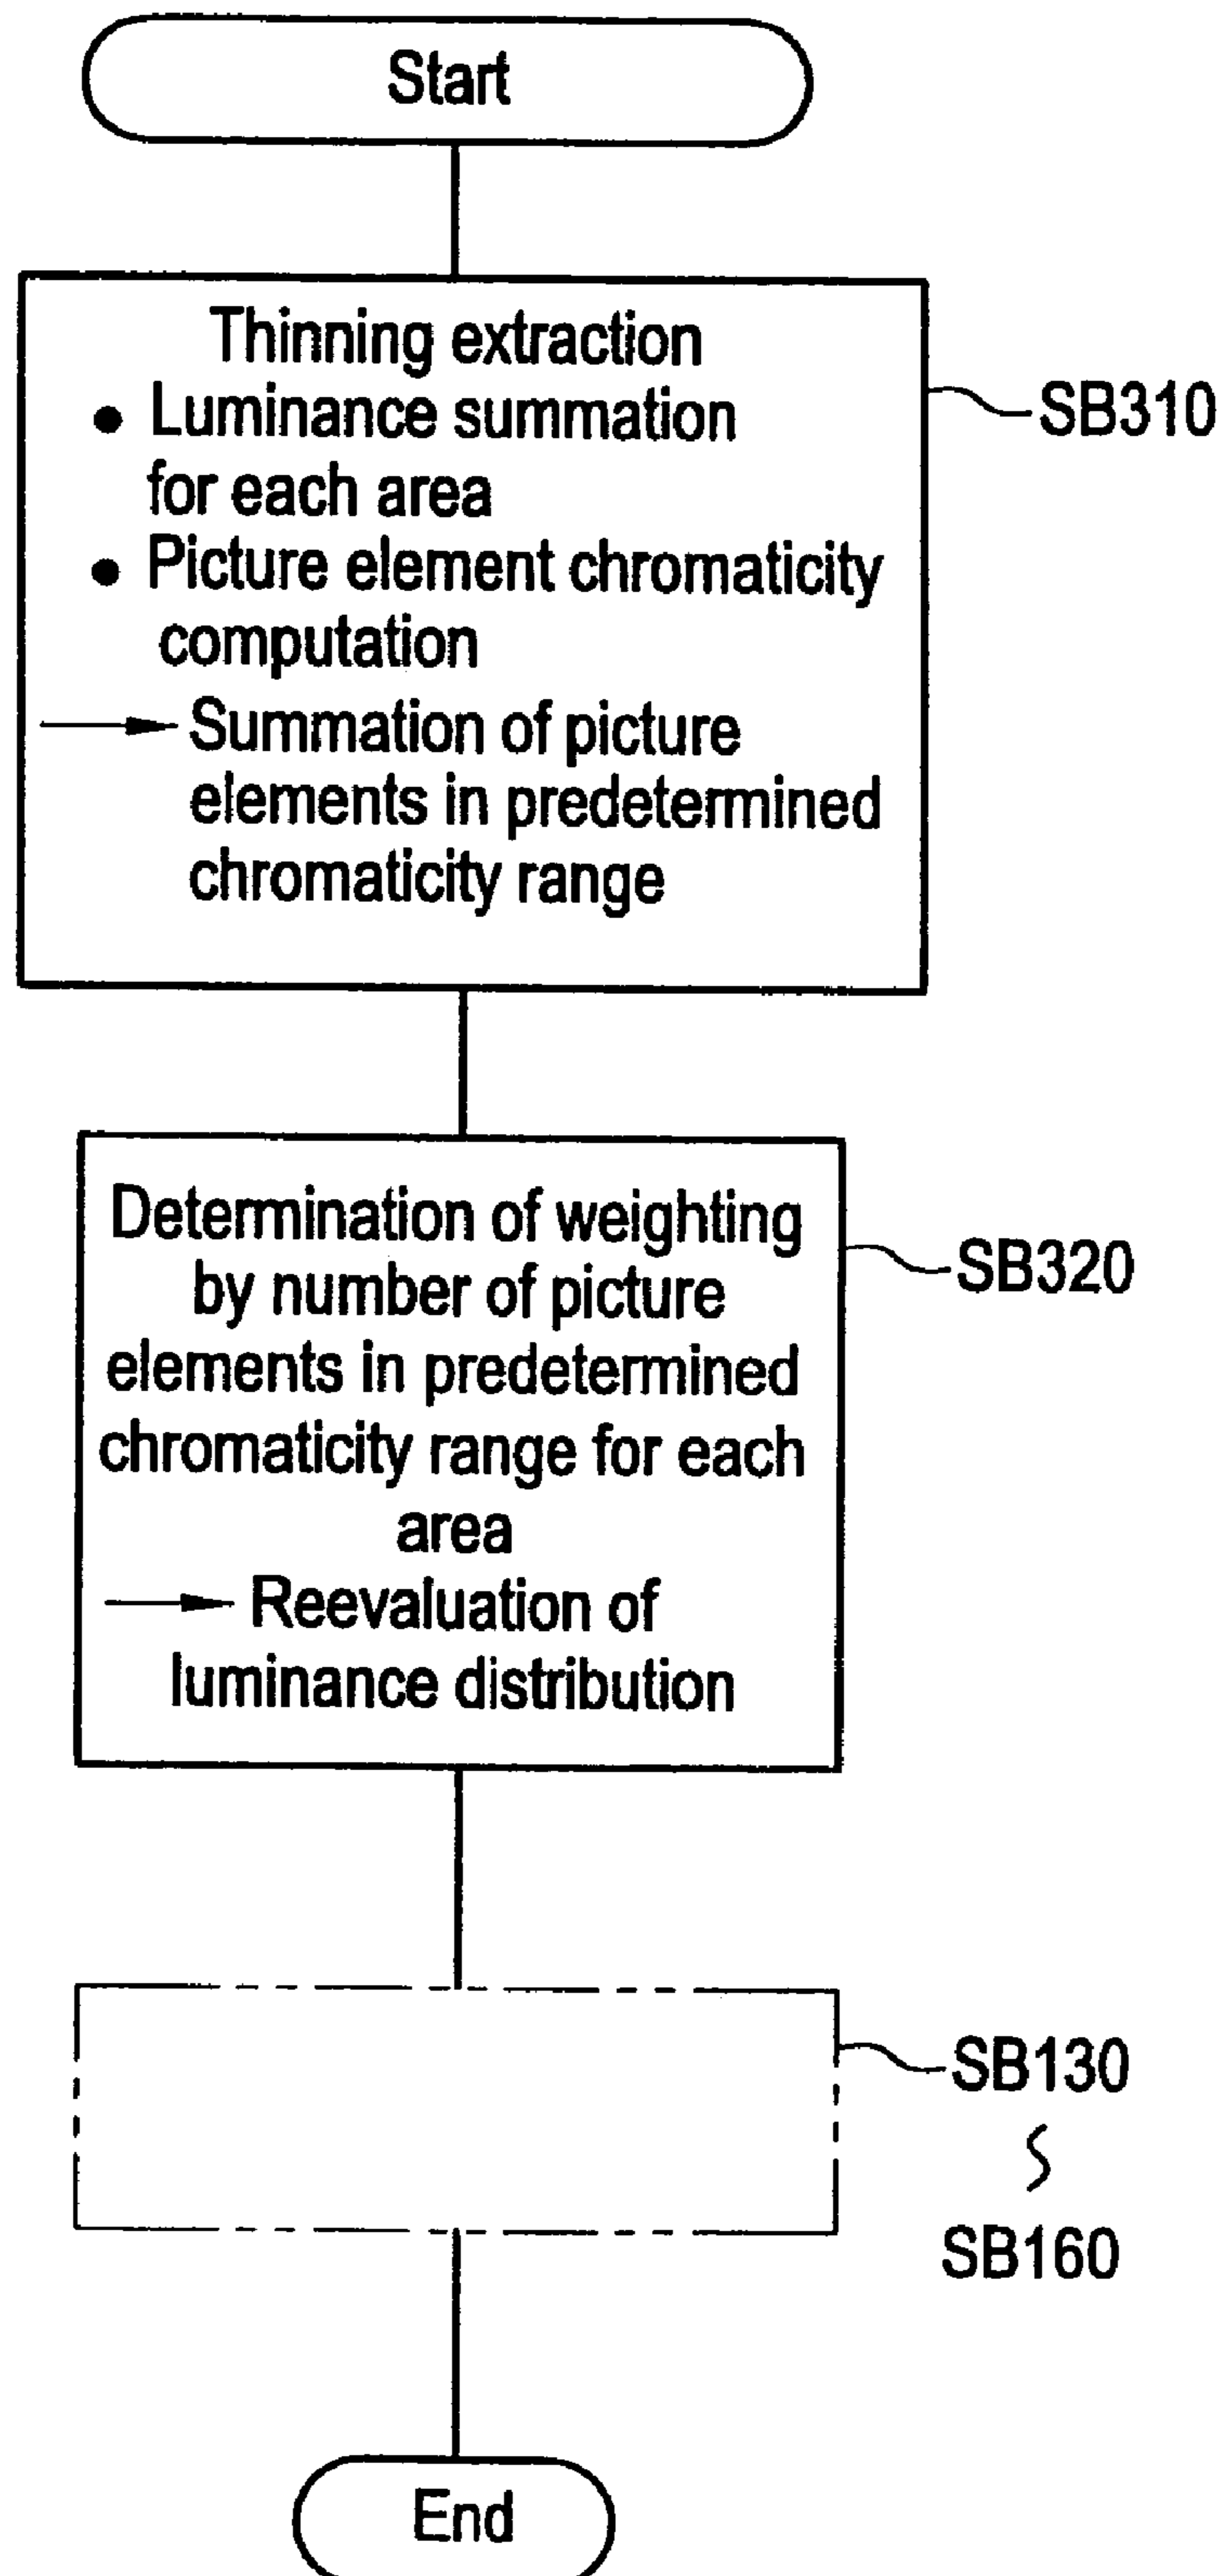 Start
Thinning extraction
● Luminance summation
for each area
● Picture element chromaticity
computation
→ Summation of picture
elements in predetermined
chromaticity range
SB310
Determination of weighting
by number of picture
elements in predetermined
chromaticity range for each
area
→ Reevaluation of
luminance distribution
SB320
SB130
SB160
End